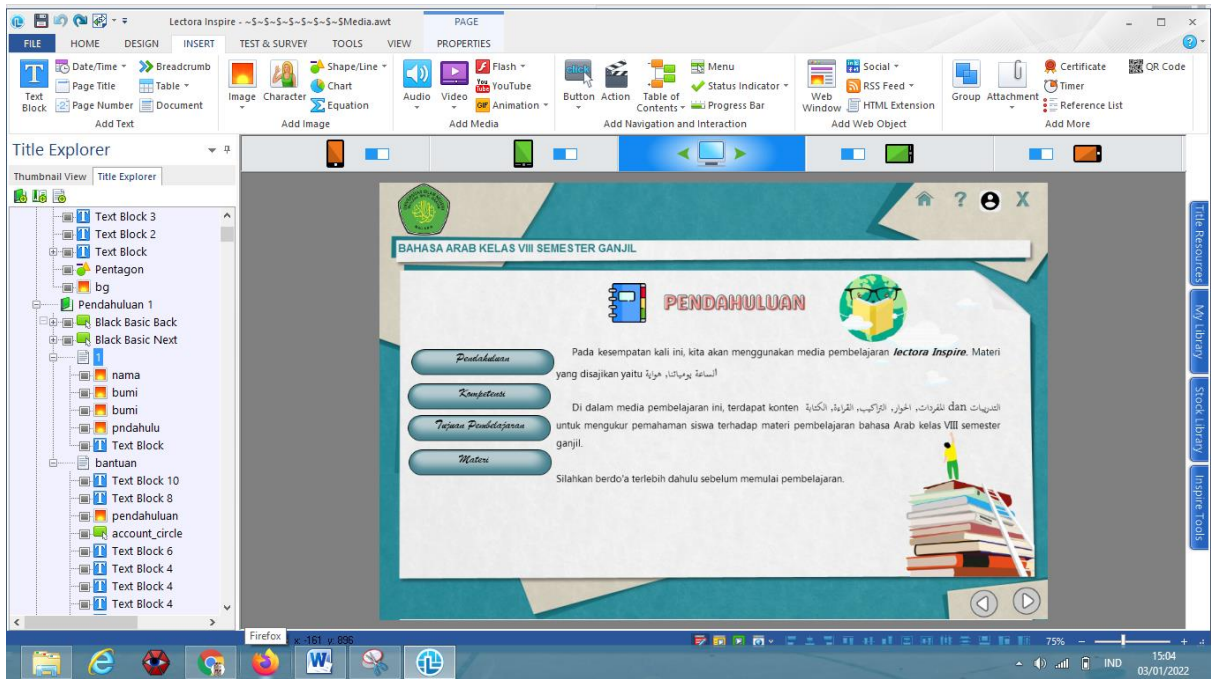 Lectora Inspire - ~S~S~S~S~S~S~S~SMedia.awt
PAGE
FILE HOME DESIGN INSERT TEST & SURVEY TOOLS VIEW PROPERTIES
Text Block
Date/Time
Page Title
Page Number
Breadcrumb
Table
Document
Add Text
Image
Character
Shape/Line
Chart
Equation
Add Image
Audio
Video
Flash
YouTube
Animation
Add Media
Button
Action
Table of Contents
Menu
Status Indicator
Progress Bar
Add Navigation and Interaction
Web Window
Social
RSS Feed
HTML Extension
Add Web Object
Group
Attachment
Certificate
Timer
Reference List
QR Code
Add More
Title Explorer
Thumbnail View Title Explorer
Text Block 3
Text Block 2
Text Block
Pentagon
bg
Pendahuluan 1
Black Basic Back
Black Basic Next
1
nama
bumi
bumi
pndahulu
Text Block
bantuan
Text Block 10
Text Block 8
pendahuluan
account_circle
Text Block 6
Text Block 4
Text Block 4
Text Block 4
? X
BAHASA ARAB KELAS VIII SEMESTER GANJIL
PENDAHULUAN
Pendahuluan
Kompetensi
Tujuan Pembelajaran
Materi
Pada kesempatan kali ini, kita akan menggunakan media pembelajaran lectora Inspire. Materi
yang disajikan yaitu الساعة يومياتنا, هواية
Di dalam media pembelajaran ini, terdapat konten المفردات, الحوار, التراكيب, القراءة, الكتابة dan التدريبات
untuk mengukur pemahaman siswa terhadap materi pembelajaran bahasa Arab kelas VIII semester
ganjil.
Silahkan berdo'a terlebih dahulu sebelum memulai pembelajaran.
Title Resources
My Library
Stock Library
Inspire Tools
Firefox
x: -161 y: 896
75%
IND
15:04
03/01/2022